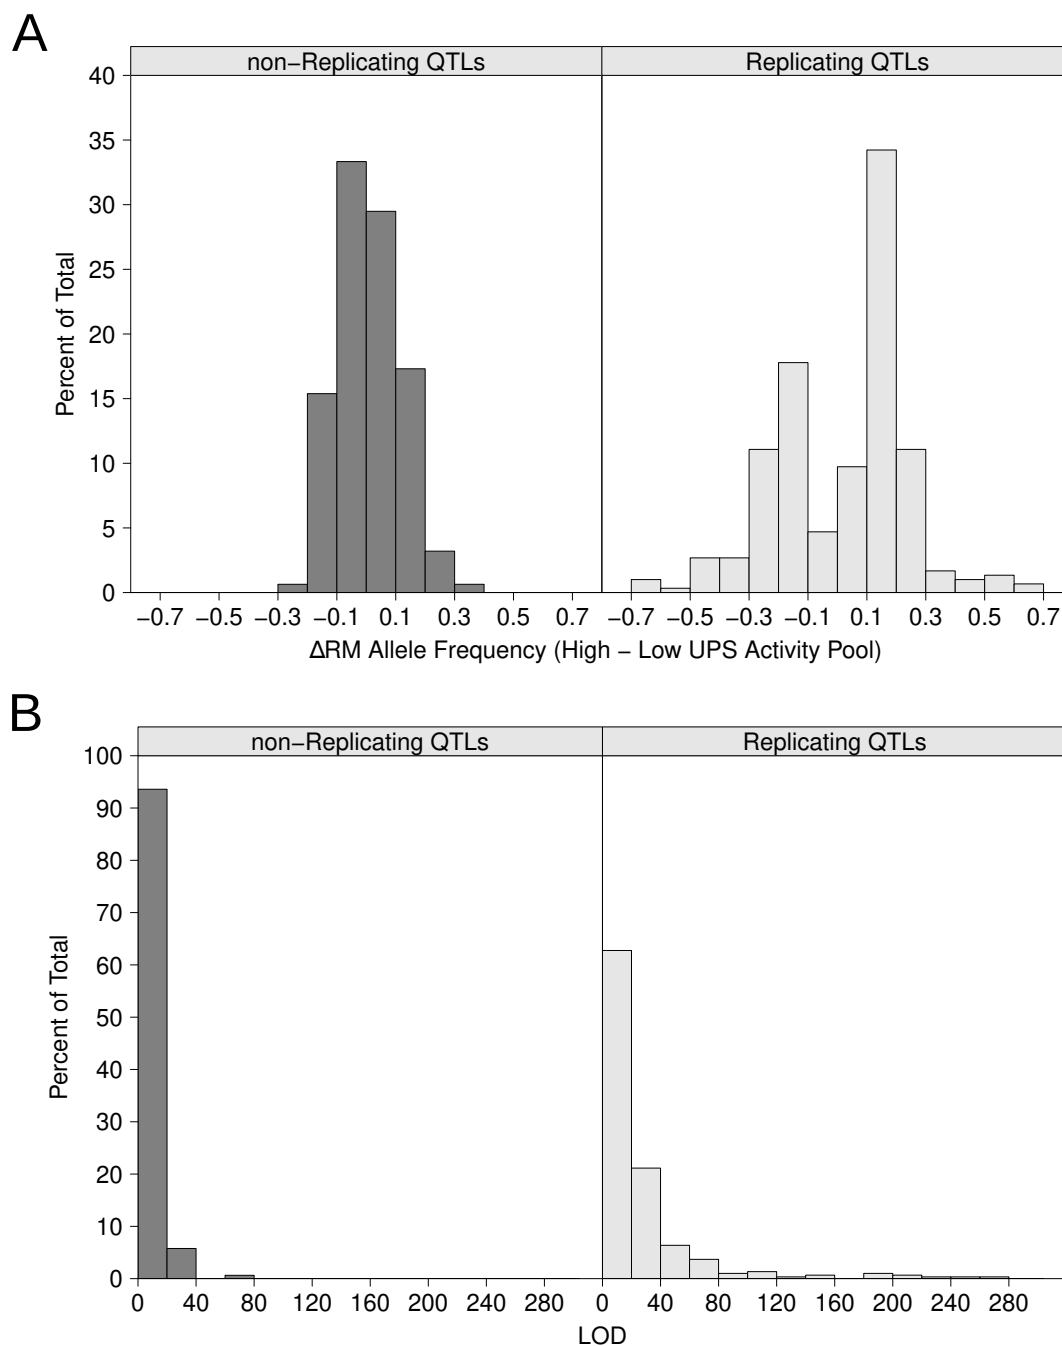 A
non−Replicating QTLs Replicating QTLs
40
35
30
25
20
15
10
5
0
Percent of Total
−0.7 −0.5 −0.3 −0.1 0.1 0.3 0.5 0.7 −0.7 −0.5 −0.3 −0.1 0.1 0.3 0.5 0.7
ΔRM Allele Frequency (High − Low UPS Activity Pool)
B
non−Replicating QTLs Replicating QTLs
100
90
80
70
60
50
40
30
20
10
0
Percent of Total
0 40 80 120 160 200 240 280 0 40 80 120 160 200 240 280
LOD